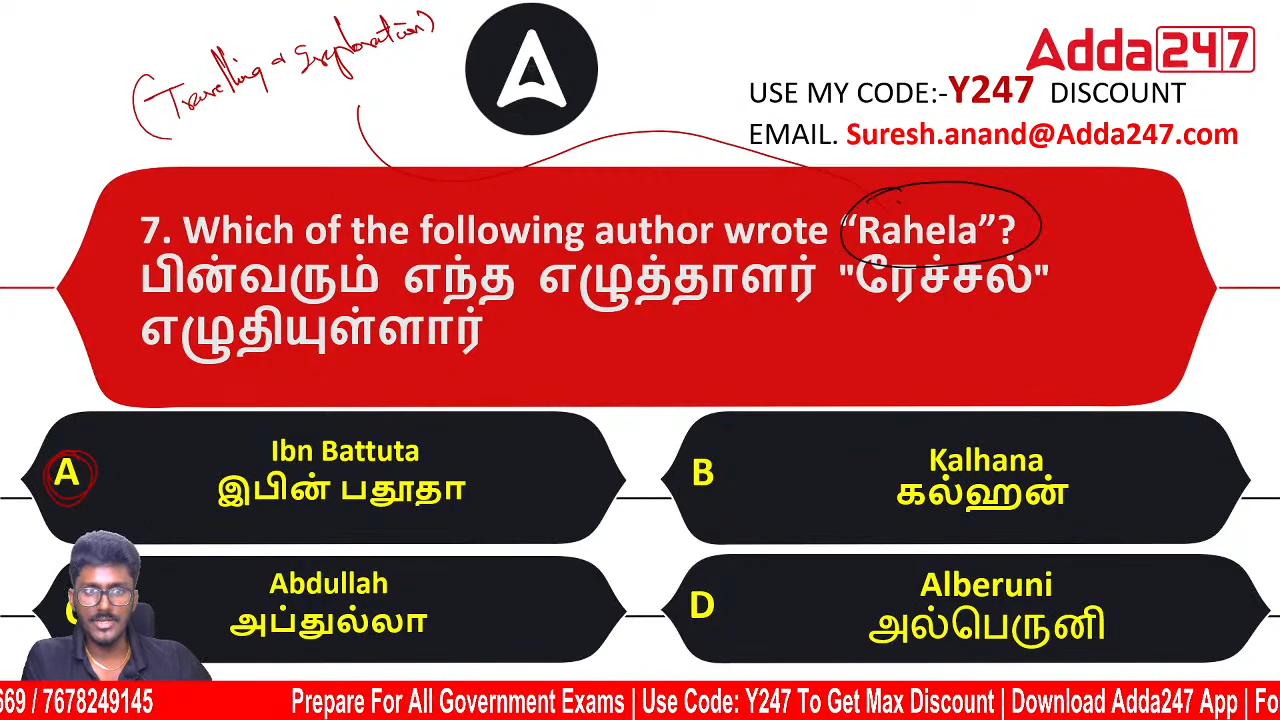 (Travelling & Exploration)
Adda247
USE MY CODE:-Y247 DISCOUNT
EMAIL. Suresh.anand@Adda247.com
7. Which of the following author wrote “Rahela”?
பின்வரும் எந்த எழுத்தாளர் "ரேச்சல்"
எழுதியுள்ளார்
A
Ibn Battuta
இபின் பதூதா
B
Kalhana
கல்ஹன்
Abdullah
அப்துல்லா
D
Alberuni
அல்பெருனி
669 / 7678249145 Prepare For All Government Exams | Use Code: Y247 To Get Max Discount | Download Adda247 App | Fo